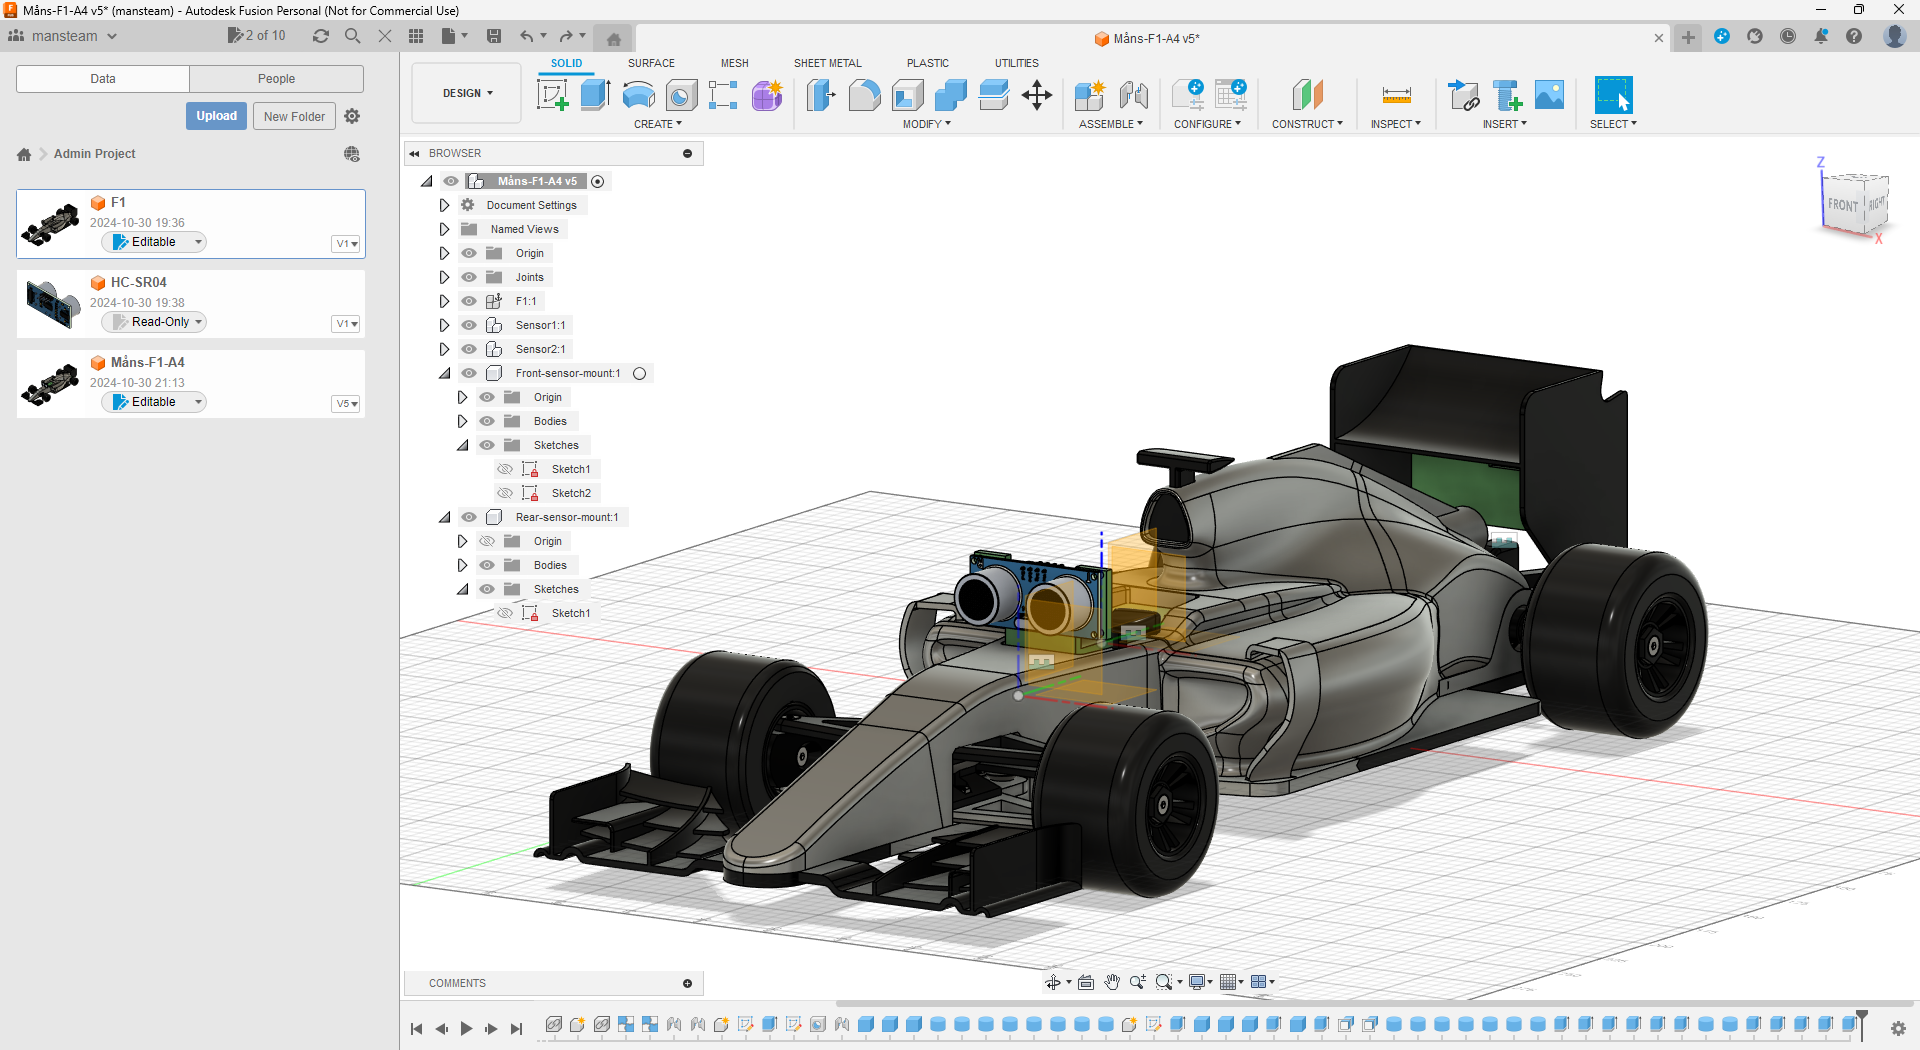 Måns-F1-A4 v5* (mansteam) - Autodesk Fusion Personal (Not for Commercial Use)
mansteam
2 of 10
Måns-F1-A4 v5*
Data
People
Upload
New Folder
Admin Project
F1
2024-10-30 19:36
Editable
V1
HC-SR04
2024-10-30 19:38
Read-Only
V1
Måns-F1-A4
2024-10-30 21:13
Editable
V5
DESIGN
SOLID
SURFACE
MESH
SHEET METAL
PLASTIC
UTILITIES
CREATE
MODIFY
ASSEMBLE
CONFIGURE
CONSTRUCT
INSPECT
INSERT
SELECT
BROWSER
Måns-F1-A4 v5
Document Settings
Named Views
Origin
Joints
F1:1
Sensor1:1
Sensor2:1
Front-sensor-mount:1
Origin
Bodies
Sketches
Sketch1
Sketch2
Rear-sensor-mount:1
Origin
Bodies
Sketches
Sketch1
Z
FRONT
RIGHT
X
COMMENTS